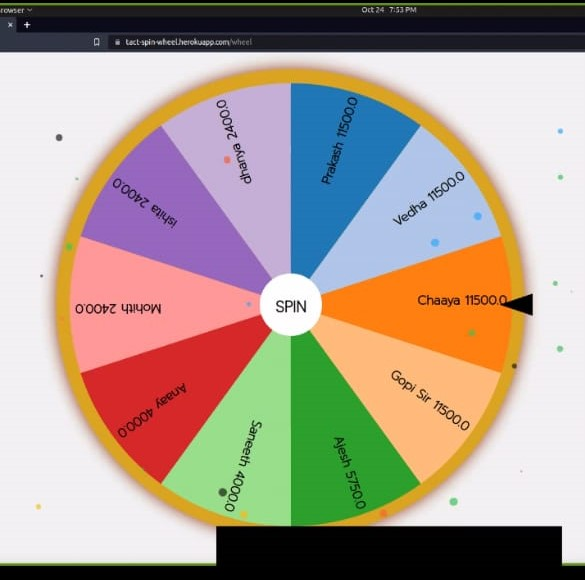 rowser
Oct 24 7:53 PM
× +
tact-spin-wheel.herokuapp.com/wheel
Prakash 11500.0
Vedha 11500.0
Chaaya 11500.0
Gopi Sir 11500.0
Ajesh 5750.0
Saneeth 4000.0
Anaay 4000.0
Mohith 2400.0
ishita 2400.0
dhanya 2400.0
SPIN